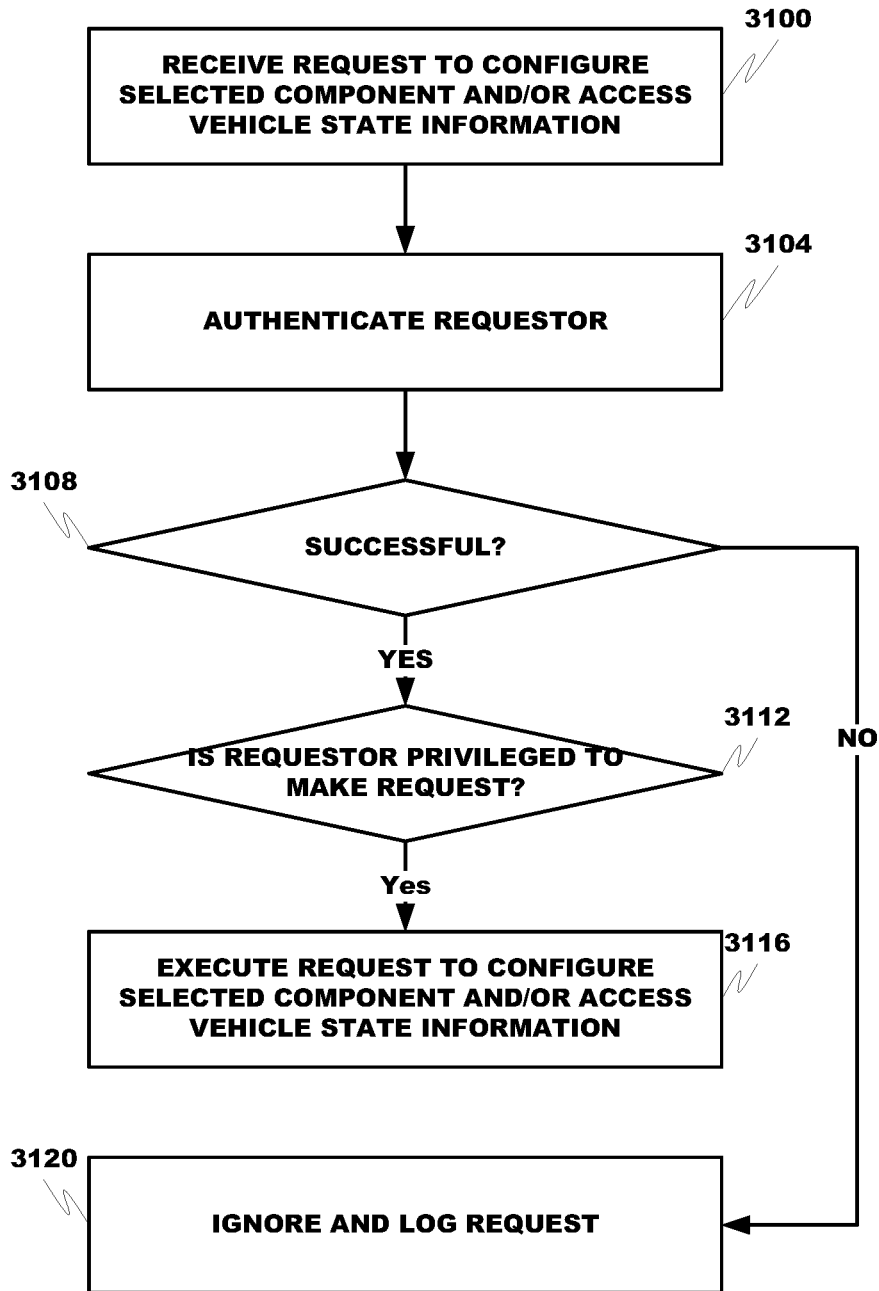 3100
RECEIVE REQUEST TO CONFIGURE
SELECTED COMPONENT AND/OR ACCESS
VEHICLE STATE INFORMATION
3104
AUTHENTICATE REQUESTOR
3108
SUCCESSFUL?
YES
NO
3112
IS REQUESTOR PRIVILEGED TO
MAKE REQUEST?
Yes
3116
EXECUTE REQUEST TO CONFIGURE
SELECTED COMPONENT AND/OR ACCESS
VEHICLE STATE INFORMATION
3120
IGNORE AND LOG REQUEST